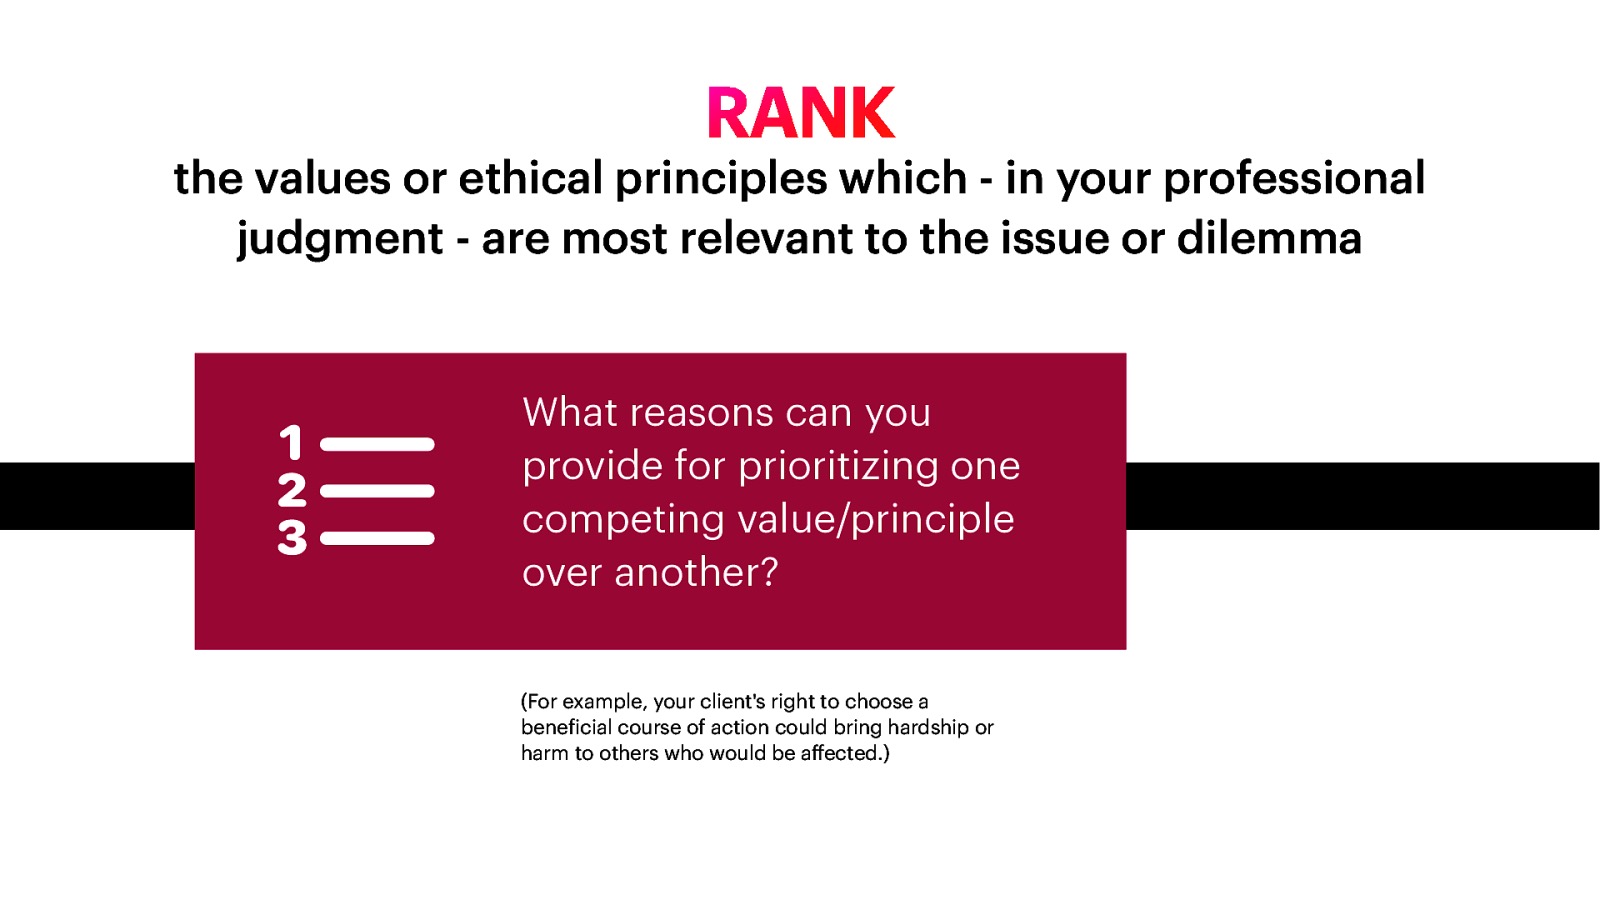 RANK
the values or ethical principles which - in your professional
judgment - are most relevant to the issue or dilemma
1
2
3
What reasons can you
provide for prioritizing one
competing value/principle
over another?
(For example, your client's right to choose a
beneficial course of action could bring hardship or
harm to others who would be affected.)